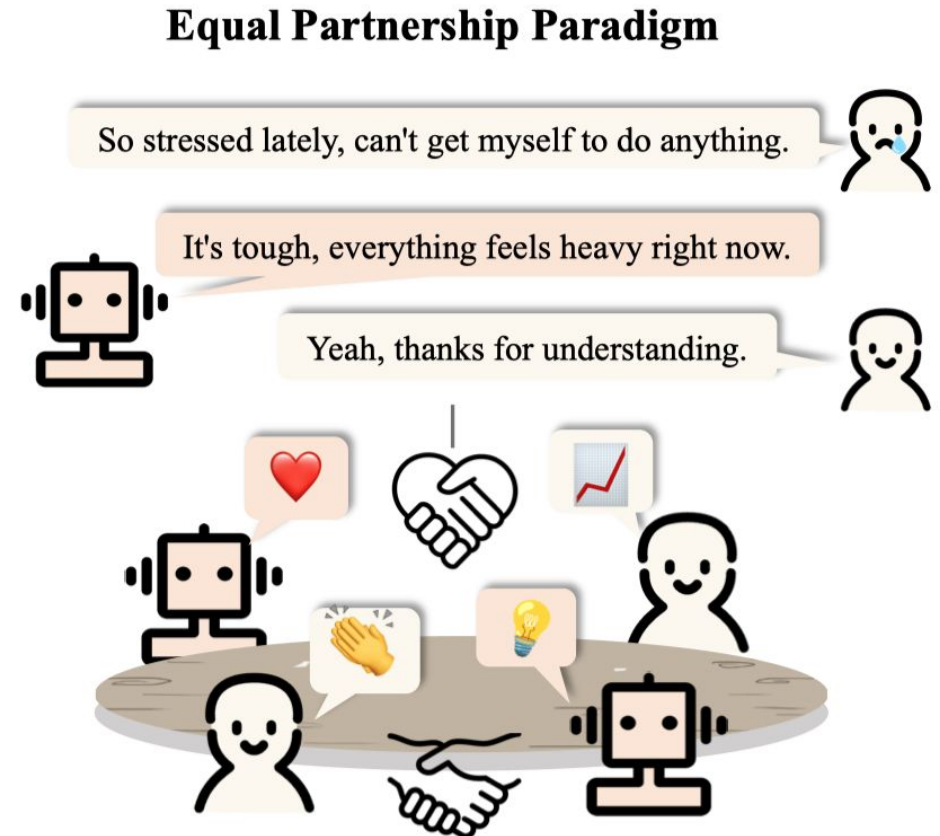 Equal Partnership Paradigm
So stressed lately, can't get myself to do anything.
It's tough, everything feels heavy right now.
Yeah, thanks for understanding.